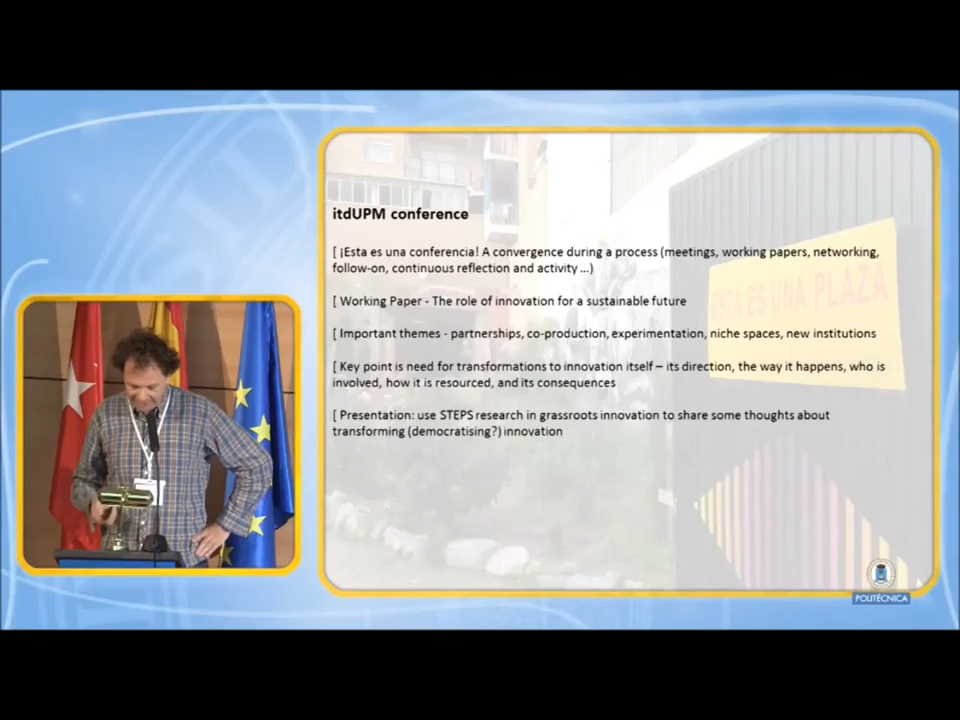 itdUPM conference
[ ¡Esta es una conferencia! A convergence during a process (meetings, working papers, networking,
follow-on, continuous reflection and activity ...)
[ Working Paper - The role of innovation for a sustainable future
[ Important themes - partnerships, co-production, experimentation, niche spaces, new institutions
[ Key point is need for transformations to innovation itself – its direction, the way it happens, who is
involved, how it is resourced, and its consequences
[ Presentation: use STEPS research in grassroots innovation to share some thoughts about
transforming (democratising?) innovation
ESTA ES UNA PLAZA
POLITÉCNICA